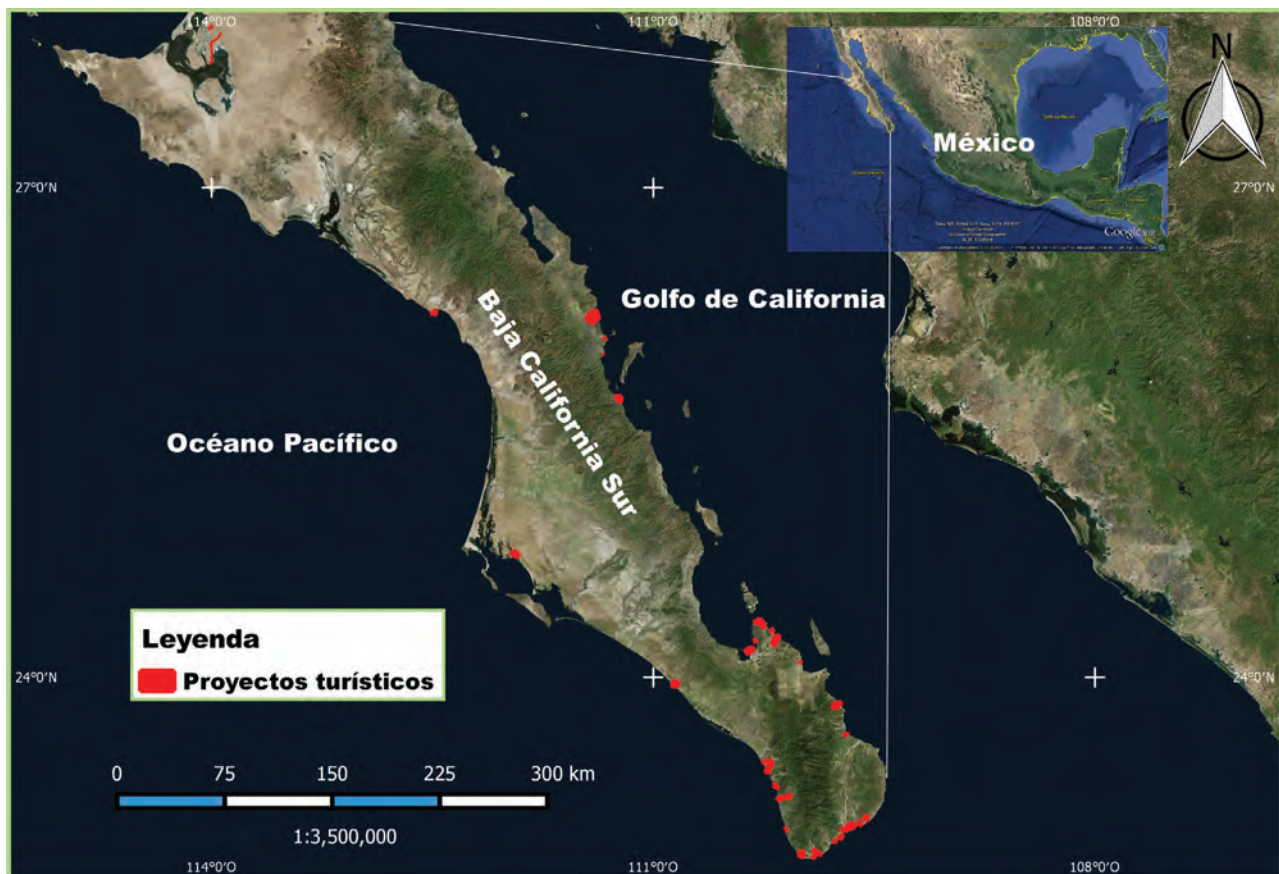 114°0'O
111°0'O
108°0'O
N
México
Google
27°0'N
27°0'N
Golfo de California
Baja California Sur
Océano Pacífico
Leyenda
Proyectos turísticos
24°0'N
24°0'N
0 75 150 225 300 km
1:3,500,000
114°0'O
111°0'O
108°0'O